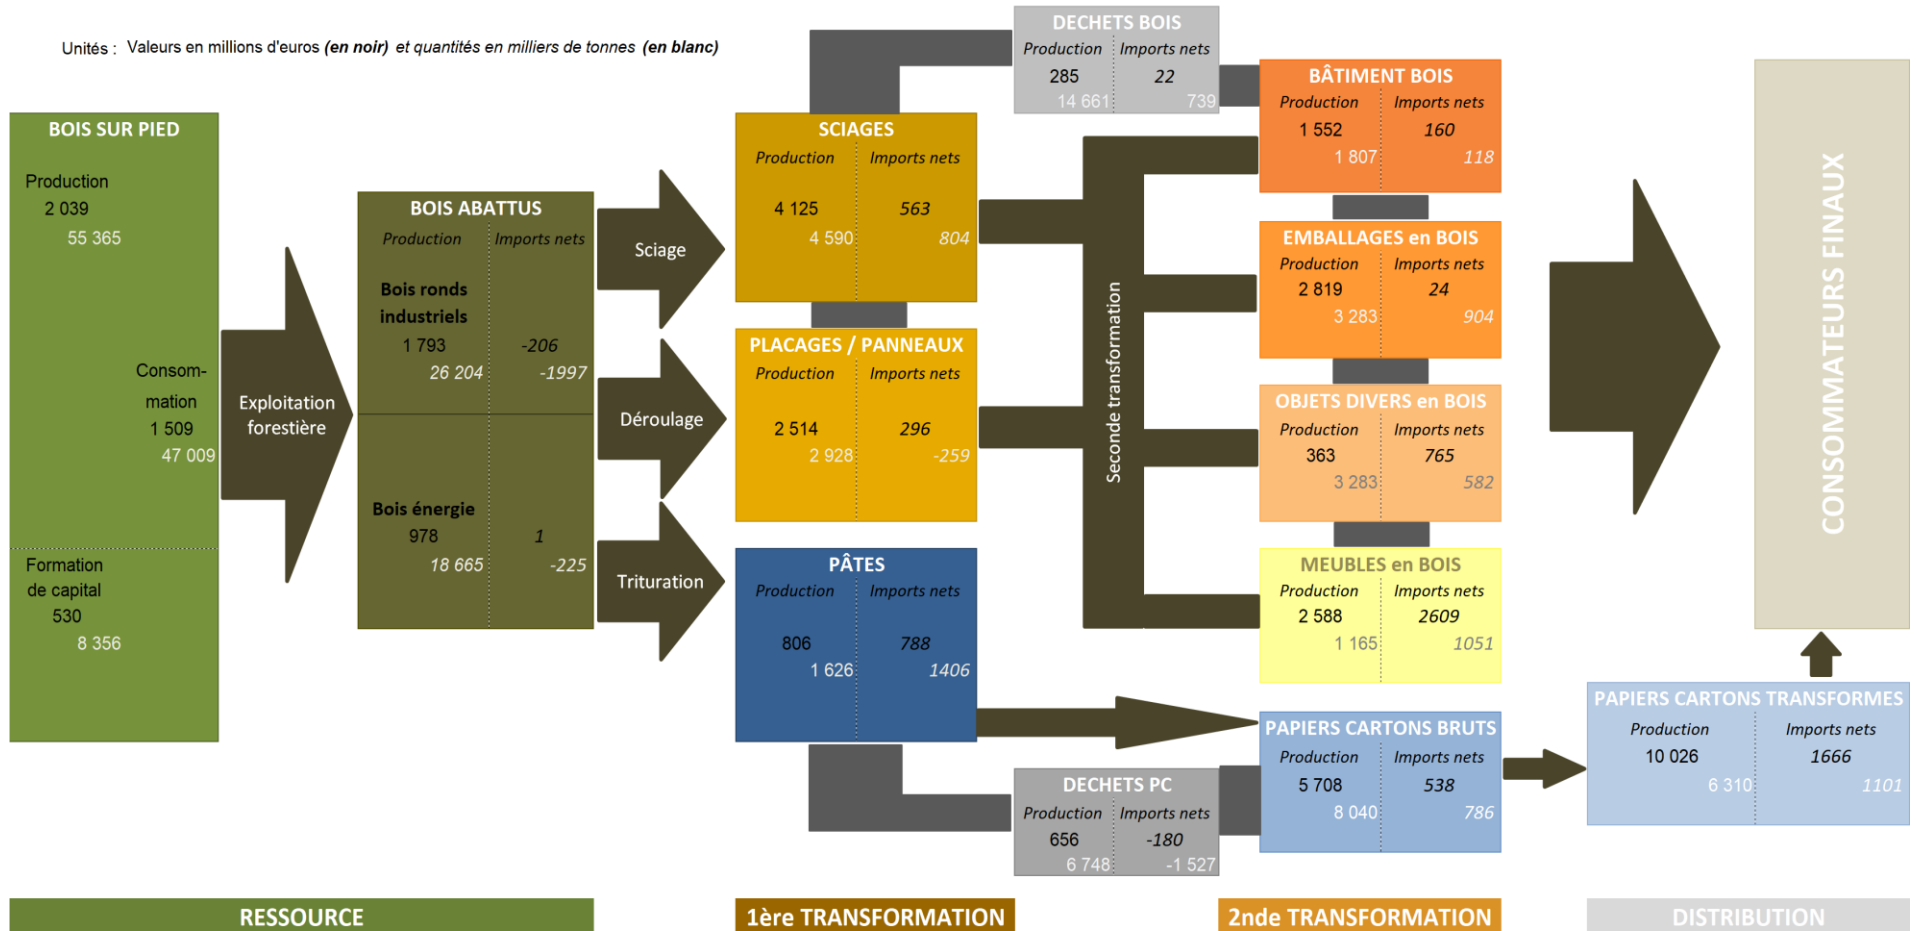 Unités : Valeurs en millions d'euros (en noir) et quantités en milliers de tonnes (en blanc)
BOIS SUR PIED
Production
2 039
55 365
Consom-
mation
1 509
47 009
Formation
de capital
530
8 356
Exploitation
forestière
BOIS ABATTUS
Production Imports nets
Bois ronds
industriels
1 793 -206
26 204 -1997
Bois énergie
978 1
18 665 -225
Sciage
Déroulage
Trituration
SCIAGES
Production Imports nets
4 125 563
4 590 804
PLACAGES / PANNEAUX
Production Imports nets
2 514 296
2 928 -259
PÂTES
Production Imports nets
806 788
1 626 1406
DECHETS BOIS
Production Imports nets
285 22
14 661 739
Seconde transformation
DECHETS PC
Production Imports nets
656 -180
6 748 -1 527
BÂTIMENT BOIS
Production Imports nets
1 552 160
1 807 118
EMBALLAGES en BOIS
Production Imports nets
2 819 24
3 283 904
OBJETS DIVERS en BOIS
Production Imports nets
363 765
3 283 582
MEUBLES en BOIS
Production Imports nets
2 588 2609
1 165 1051
PAPIERS CARTONS BRUTS
Production Imports nets
5 708 538
8 040 786
CONSOMMATEURS FINAUX
PAPIERS CARTONS TRANSFORMES
Production Imports nets
10 026 1666
6 310 1101
RESSOURCE
1ère TRANSFORMATION
2nde TRANSFORMATION
DISTRIBUTION